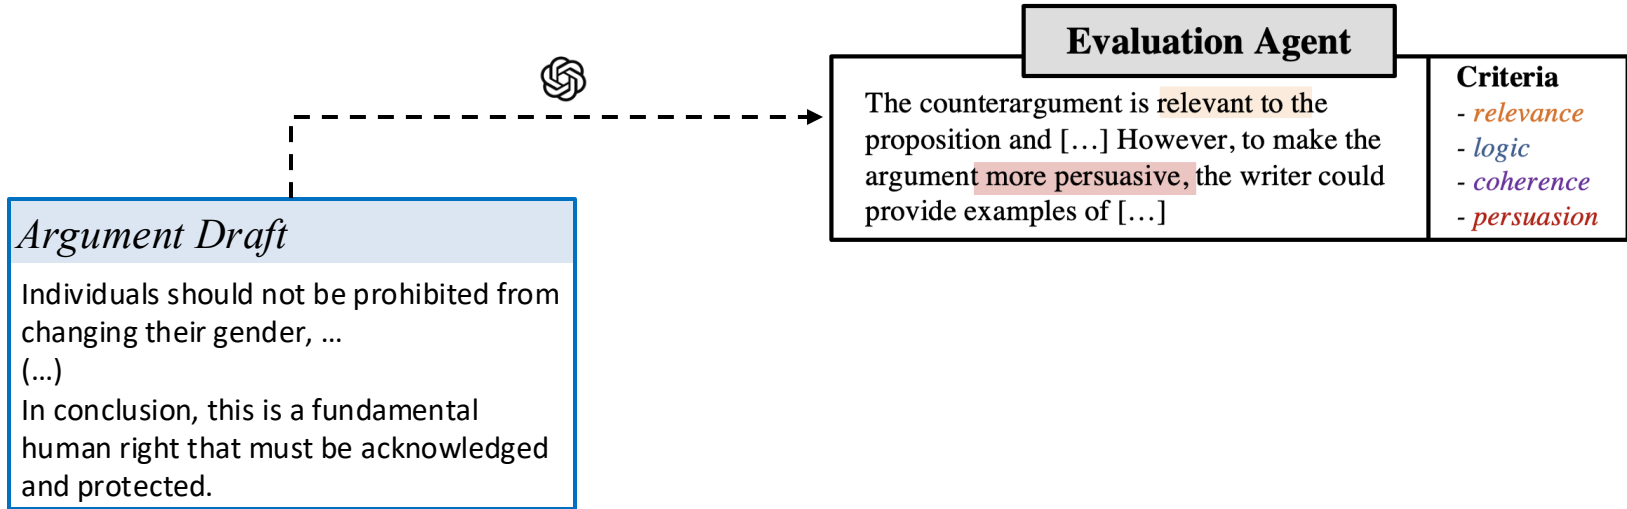 Evaluation Agent
The counterargument is relevant to the
proposition and […] However, to make the
argument more persuasive, the writer could
provide examples of […]
Criteria
- relevance
- logic
- coherence
- persuasion
Argument Draft
Individuals should not be prohibited from
changing their gender, …
(…)
In conclusion, this is a fundamental
human right that must be acknowledged
and protected.